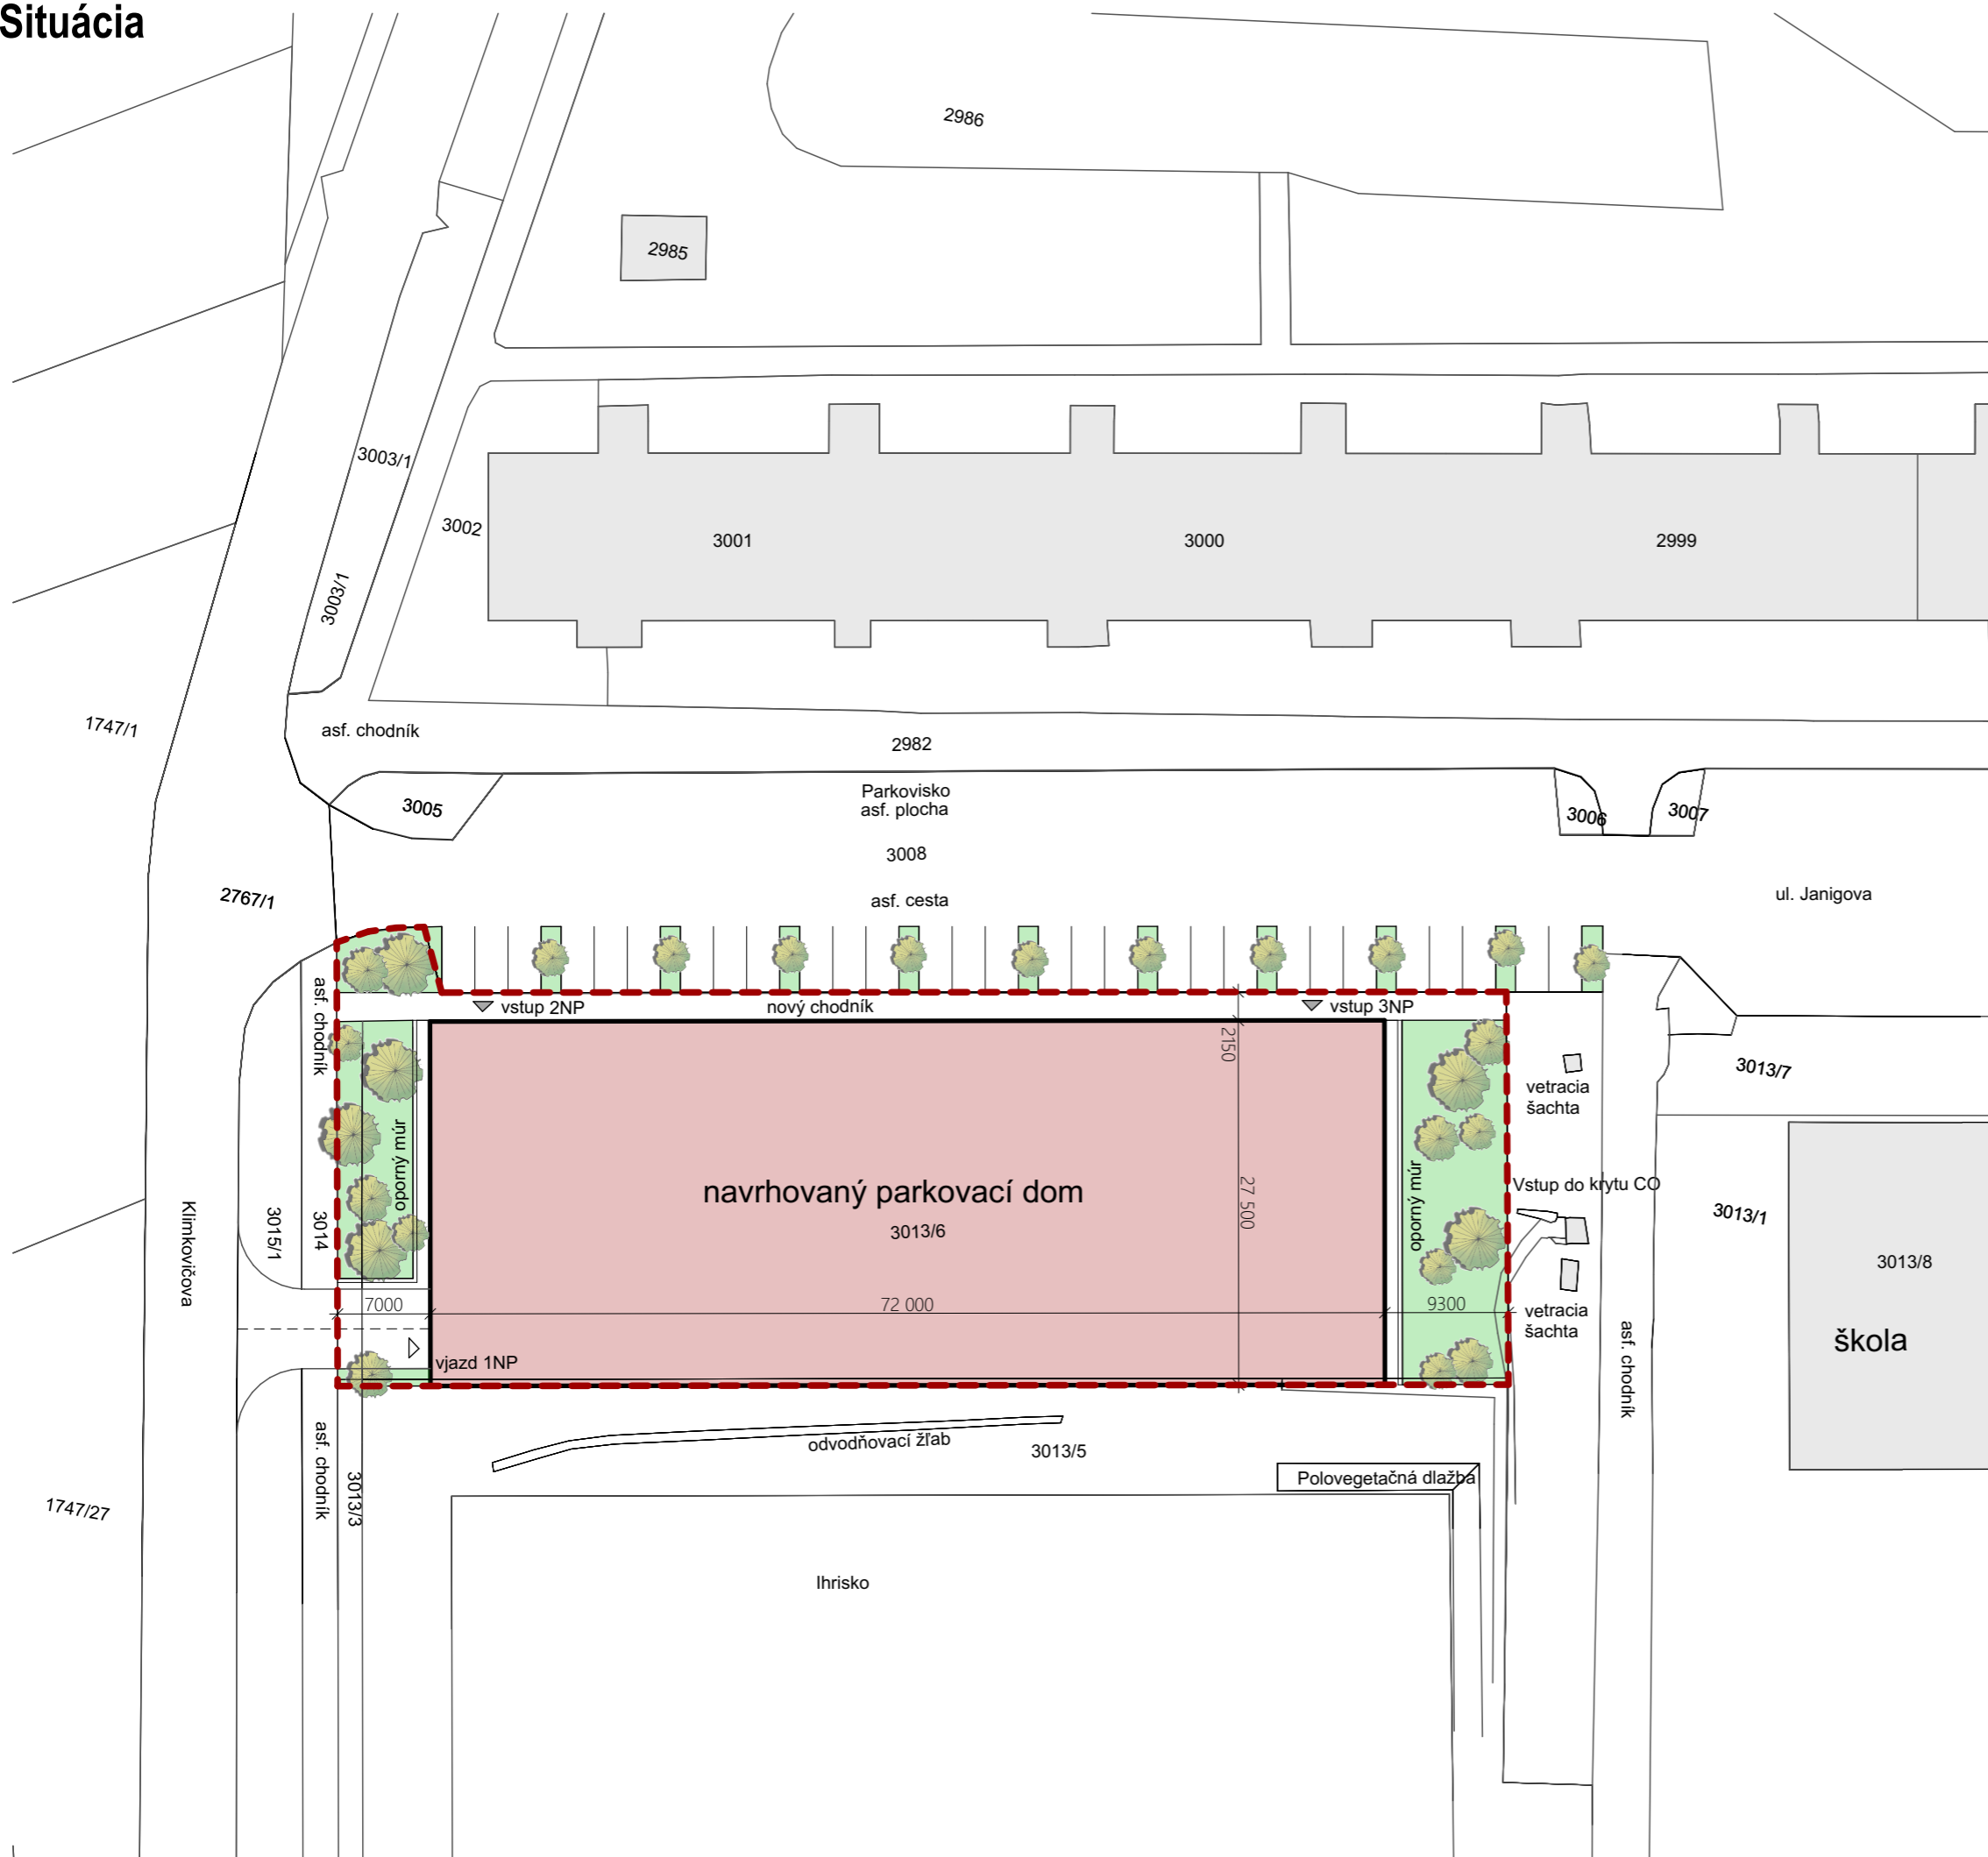 Situácia
2986
2985
3003/1
3002
3001
3000
2999
3003/1
1747/1
asf. chodník
2982
Parkovisko
asf. plocha
3005
3006
3007
3008
2767/1
asf. cesta
ul. Janigova
asf. chodník
vstup 2NP
nový chodník
vstup 3NP
2150
3013/7
vetracia
šachta
oporný múr
navrhovaný parkovací dom
3013/6
27 500
oporný múr
Vstup do krytu CO
3013/1
Klimkovičova
3015/1
3014
3013/8
7000
72 000
9300
vetracia
šachta
škola
vjazd 1NP
asf. chodník
asf. chodník
3013/3
odvodňovací žľab
3013/5
Polovegetačná dlažba
1747/27
Ihrisko